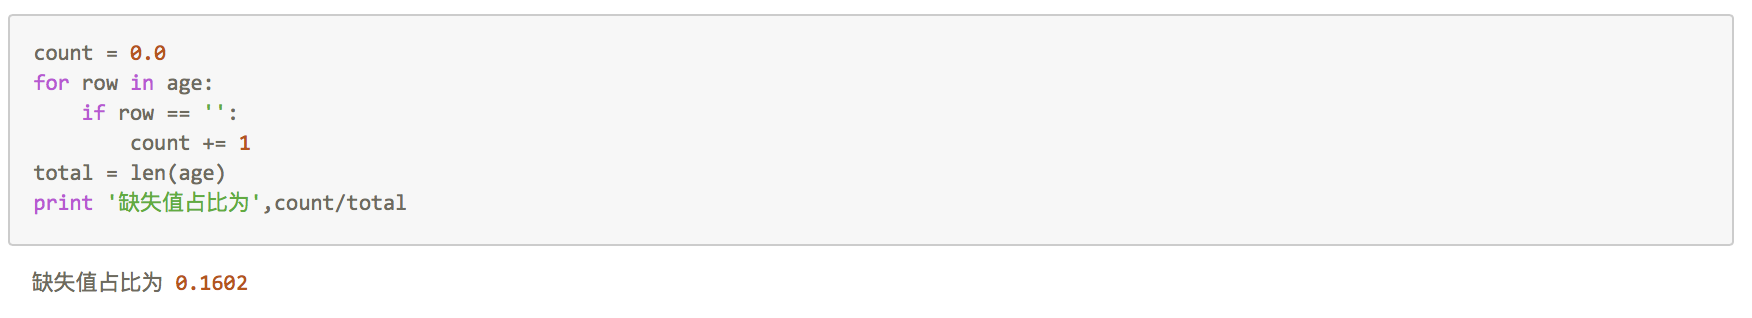 count = 0.0
for row in age:
    if row == '':
        count += 1
total = len(age)
print '缺失值占比为',count/total
缺失值占比为 0.1602